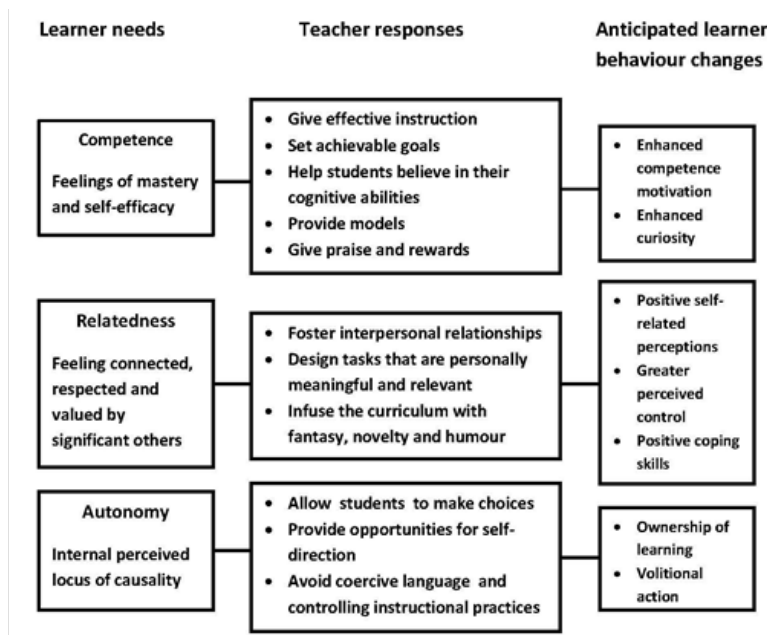 Learner needs
Teacher responses
Anticipated learner
behaviour changes
Competence
Feelings of mastery
and self-efficacy
• Give effective instruction
• Set achievable goals
• Help students believe in their
cognitive abilities
• Provide models
• Give praise and rewards
• Enhanced
competence
motivation
• Enhanced
curiosity
Relatedness
Feeling connected,
respected and
valued by
significant others
• Foster interpersonal relationships
• Design tasks that are personally
meaningful and relevant
• Infuse the curriculum with
fantasy, novelty and humour
• Positive self-
related
perceptions
• Greater
perceived
control
• Positive coping
skills
Autonomy
Internal perceived
locus of causality
• Allow students to make choices
• Provide opportunities for self-
direction
• Avoid coercive language and
controlling instructional practices
• Ownership of
learning
• Volitional
action